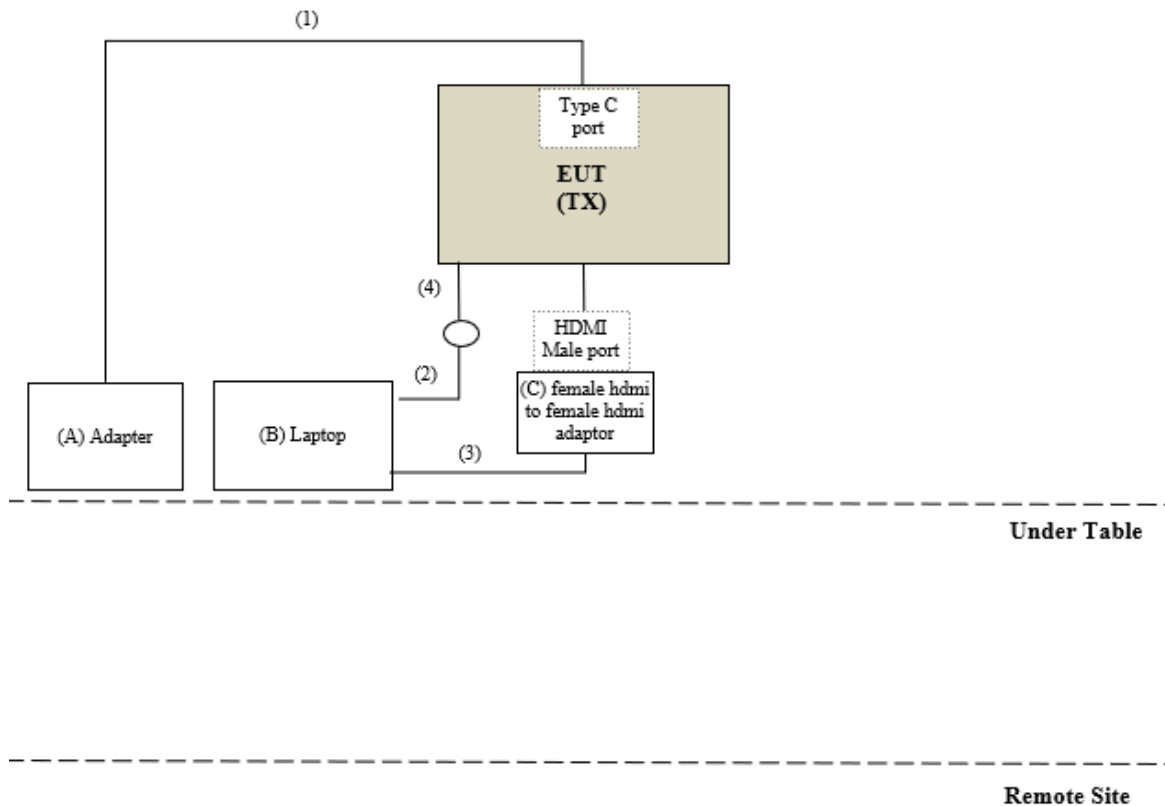 (1)
Type C
port
EUT
(TX)
(4)
HDMI
Male port
(2)
(C) female hdmi
to female hdmi
adaptor
(A) Adapter
(B) Laptop
(3)
Under Table
Remote Site